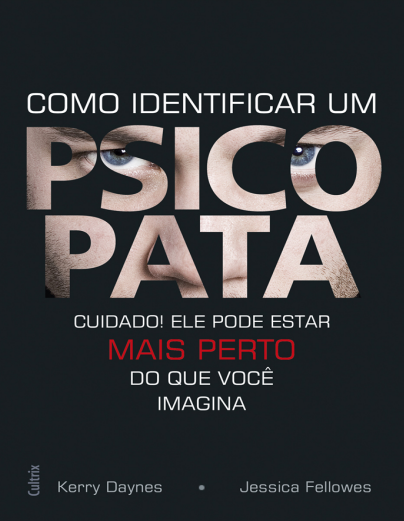 COMO IDENTIFICAR UM
PSICO
PATA
CUIDADO! ELE PODE ESTAR
MAIS PERTO
DO QUE VOCÊ
IMAGINA
Cultrix
Kerry Daynes • Jessica Fellowes